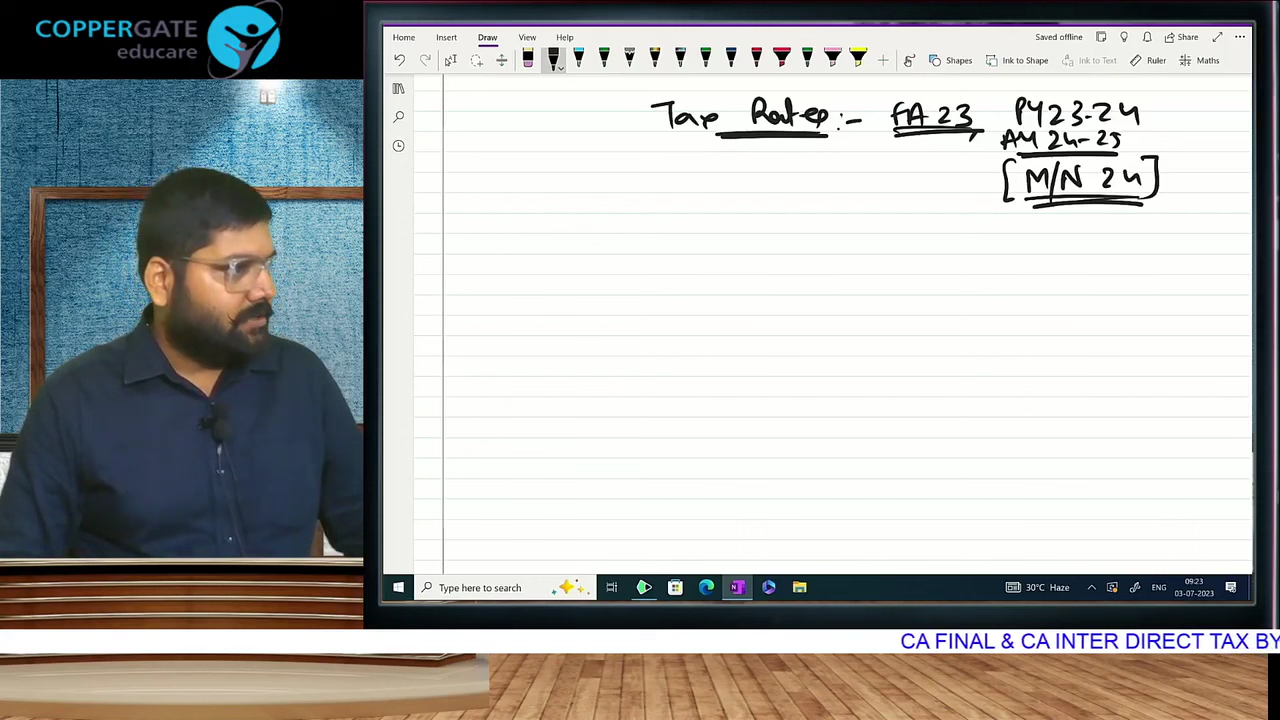 COPPERGATE
educare
Home Insert Draw View Help
Saved offline
Share
Shapes
Ink to Shape
Ink to Text
Ruler
Maths
Tax Rates :- FA 23 PY 23-24
AY 24-25
[M/N 24]
Type here to search
30°C Haze
ENG
09:23
03-07-2023
CA FINAL & CA INTER DIRECT TAX BY